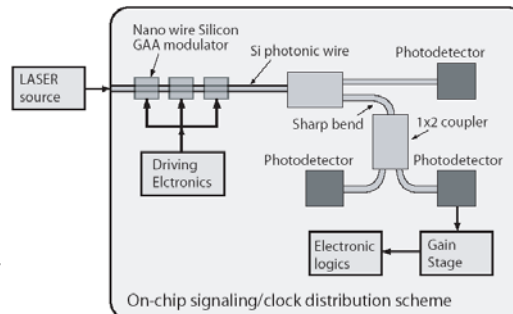 Nano wire Silicon
GAA modulator
Si photonic wire
Photodetector
LASER
source
Sharp bend
1x2 coupler
Driving
Elctronics
Photodetector
Photodetector
Electronic
logics
Gain
Stage
On-chip signaling/clock distribution scheme